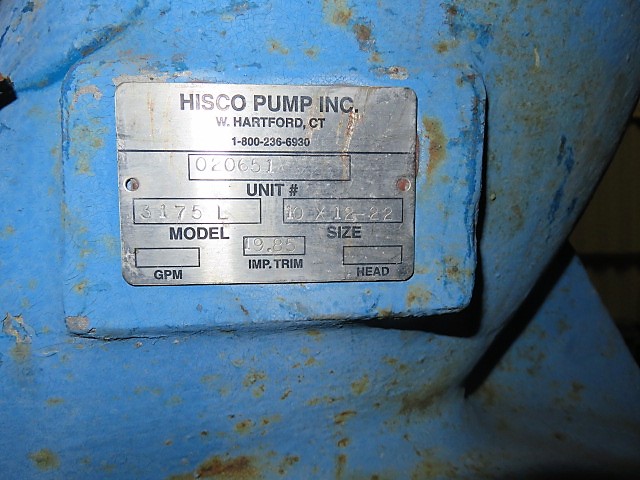 HISCO PUMP INC.
W. HARTFORD, CT
1-800-236-6930
020651
UNIT #
3175 L 10 X 12-22
MODEL SIZE
19.85
GPM IMP. TRIM HEAD